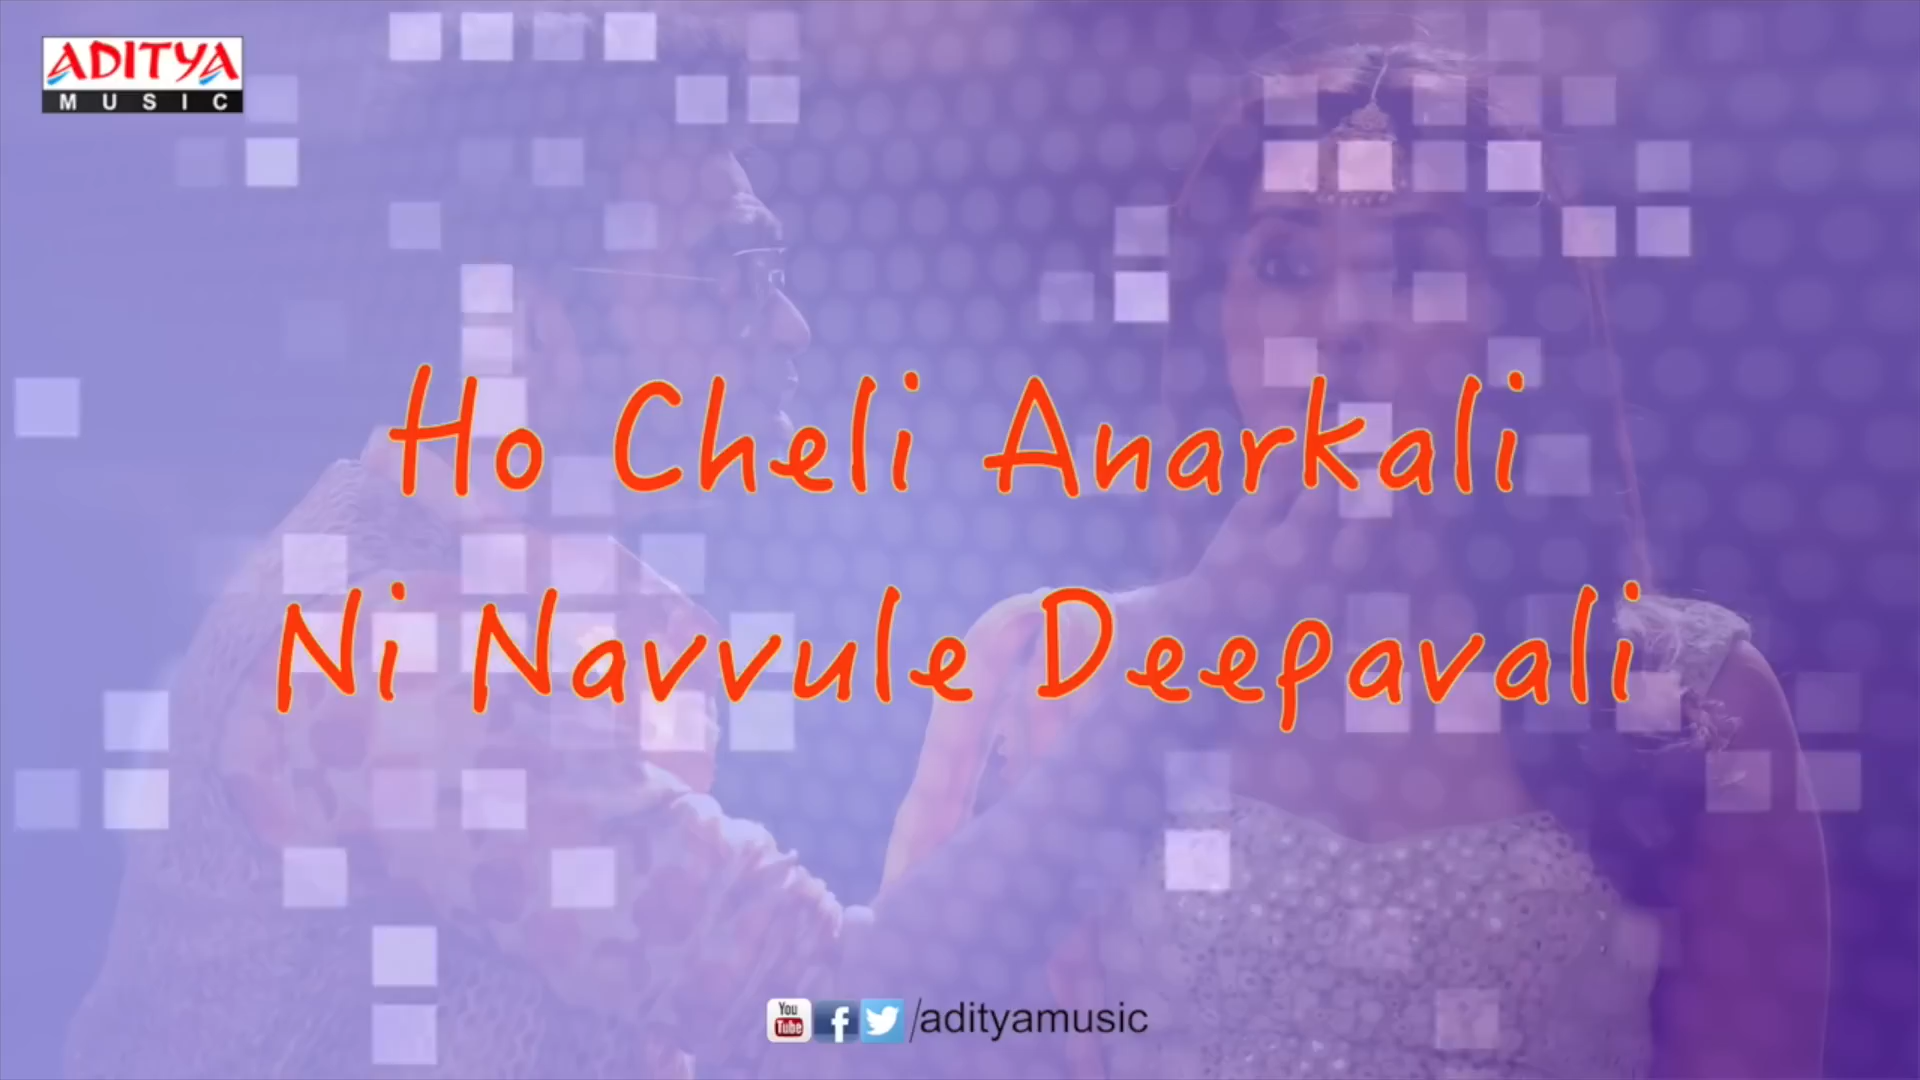 ADITYA
MUSIC
Ho Cheli Anarkali
Ni Navvule Deepavali
You Tube f /adityamusic